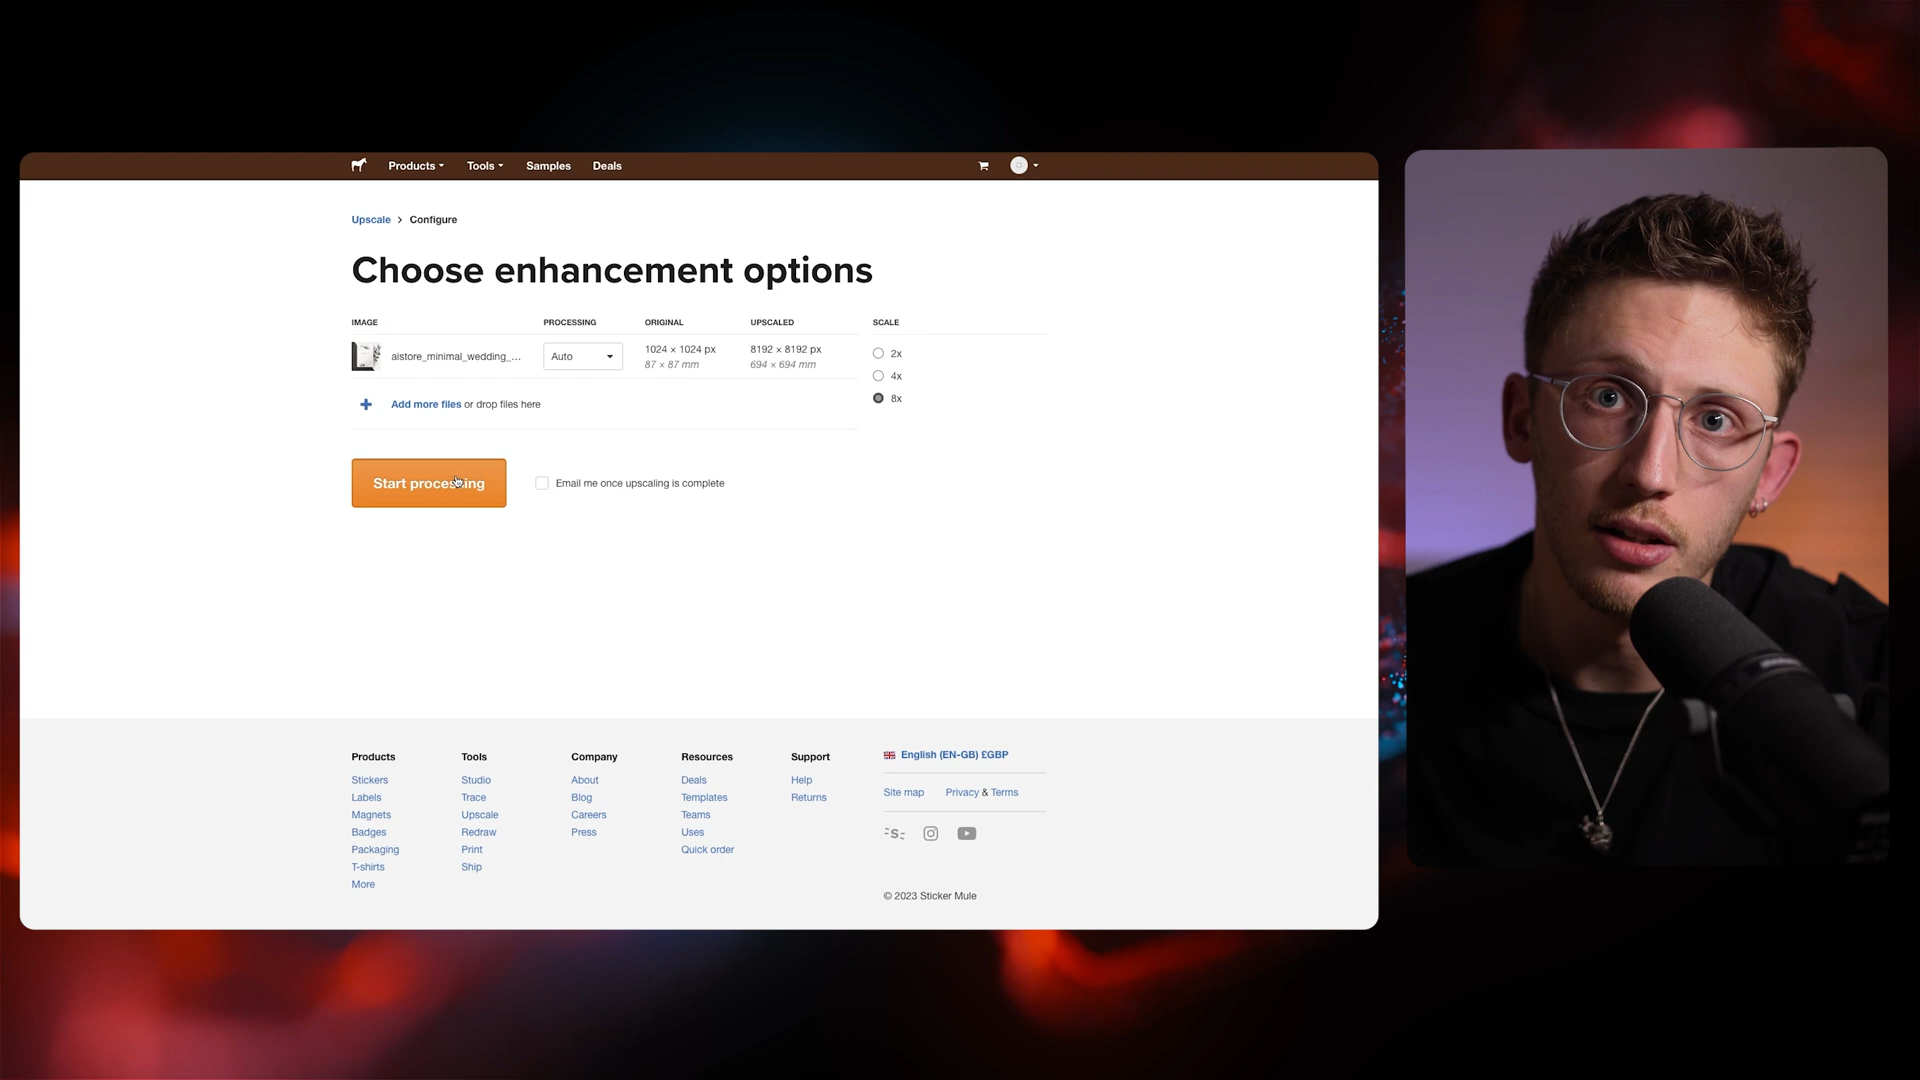 Products Tools Samples Deals
Upscale > Configure
Choose enhancement options
IMAGE PROCESSING ORIGINAL UPSCALED SCALE
aistore_minimal_wedding_... Auto 1024 × 1024 px 8192 × 8192 px 2x
87 × 87 mm 694 × 694 mm
4x
8x
Add more files or drop files here
Start processing Email me once upscaling is complete
Products Tools Company Resources Support English (EN-GB) £GBP
Stickers Studio About Deals Help
Labels Trace Blog Templates Returns Site map Privacy & Terms
Magnets Upscale Careers Teams
Badges Redraw Press Uses
Packaging Print Quick order
T-shirts Ship
More
© 2023 Sticker Mule